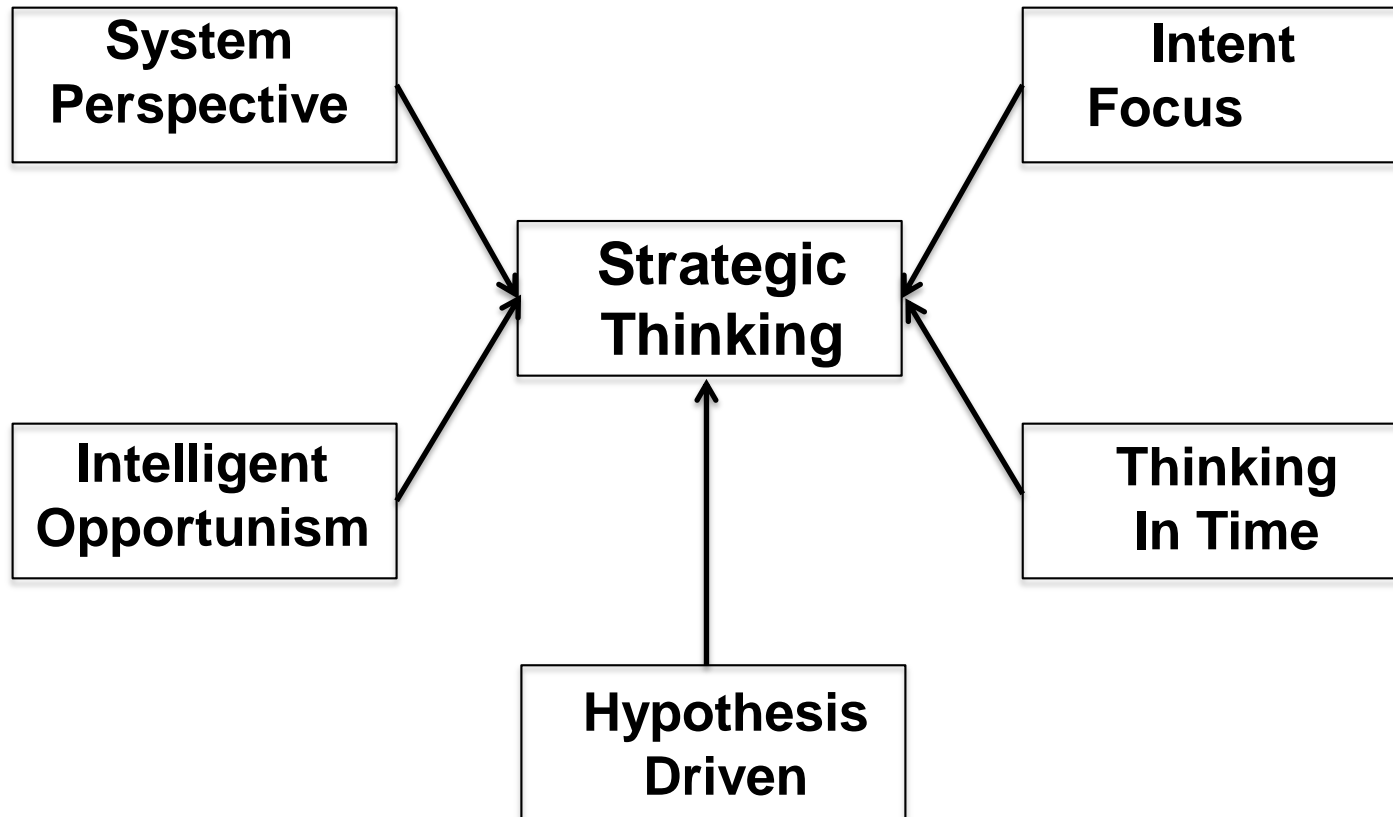 System
Perspective
Intent
Focus
Strategic
Thinking
Intelligent
Opportunism
Thinking
In Time
Hypothesis
Driven